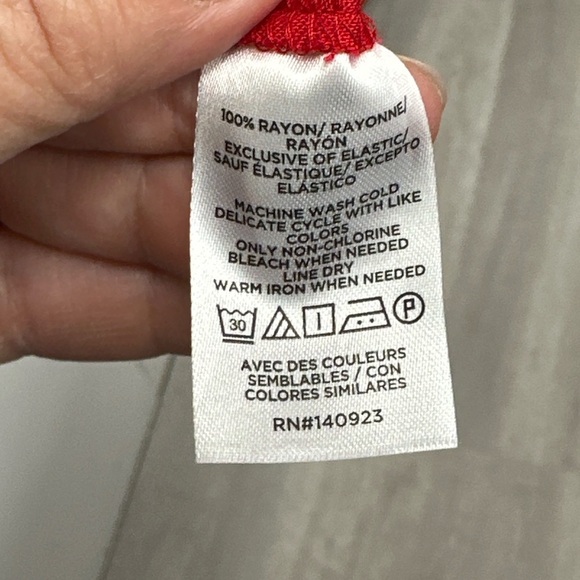 100% RAYON/ RAYONNE/
RAYÓN
EXCLUSIVE OF ELASTIC/
SAUF ÉLASTIQUE/ EXCEPTO
ELÁSTICO
MACHINE WASH COLD
DELICATE CYCLE WITH LIKE
COLORS
ONLY NON-CHLORINE
BLEACH WHEN NEEDED
LINE DRY
WARM IRON WHEN NEEDED
30 P
AVEC DES COULEURS
SEMBLABLES / CON
COLORES SIMILARES
RN#140923